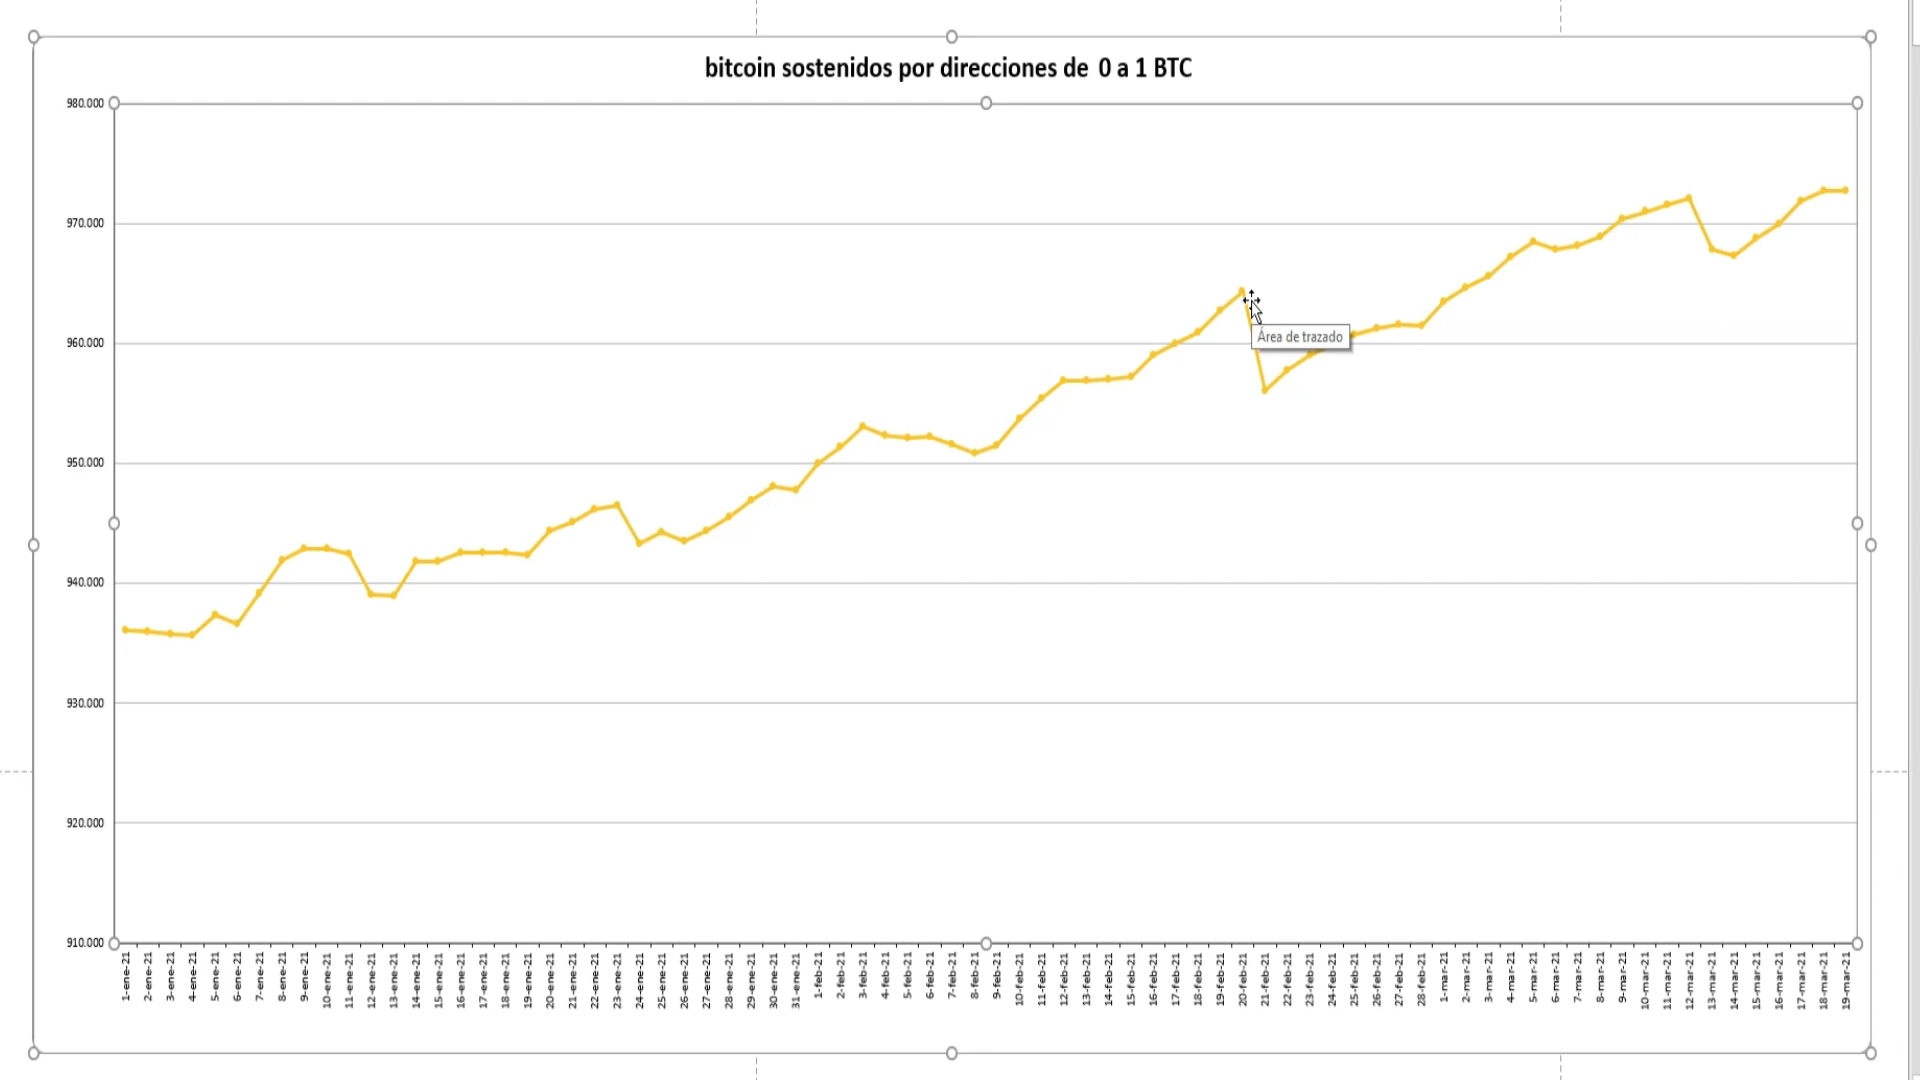 bitcoin sostenidos por direcciones de 0 a 1 BTC
980.000
970.000
960.000
950.000
940.000
930.000
920.000
910.000
Área de trazado
1-ene-21
2-ene-21
3-ene-21
4-ene-21
5-ene-21
6-ene-21
7-ene-21
8-ene-21
9-ene-21
10-ene-21
11-ene-21
12-ene-21
13-ene-21
14-ene-21
15-ene-21
16-ene-21
17-ene-21
18-ene-21
19-ene-21
20-ene-21
21-ene-21
22-ene-21
23-ene-21
24-ene-21
25-ene-21
26-ene-21
27-ene-21
28-ene-21
29-ene-21
30-ene-21
31-ene-21
1-feb-21
2-feb-21
3-feb-21
4-feb-21
5-feb-21
6-feb-21
7-feb-21
8-feb-21
9-feb-21
10-feb-21
11-feb-21
12-feb-21
13-feb-21
14-feb-21
15-feb-21
16-feb-21
17-feb-21
18-feb-21
19-feb-21
20-feb-21
21-feb-21
22-feb-21
23-feb-21
24-feb-21
25-feb-21
26-feb-21
27-feb-21
28-feb-21
1-mar-21
2-mar-21
3-mar-21
4-mar-21
5-mar-21
6-mar-21
7-mar-21
8-mar-21
9-mar-21
10-mar-21
11-mar-21
12-mar-21
13-mar-21
14-mar-21
15-mar-21
16-mar-21
17-mar-21
18-mar-21
19-mar-21